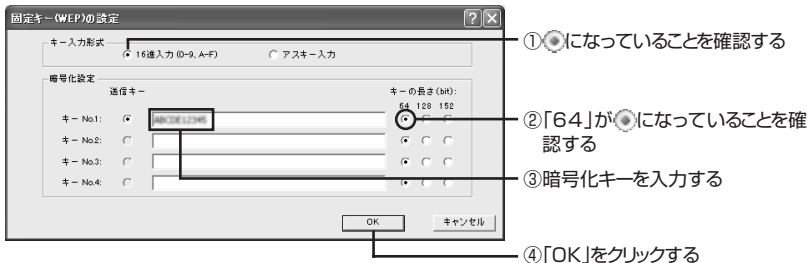 固定キー(WEP)の設定
キー入力形式
16進入力(0-9, A-F) アスキー入力
暗号化設定
送信キー キーの長さ(bit):
64 128 152
キー No.1: ABCDE12345
キー No.2:
キー No.3:
キー No.4:
OK キャンセル
①になっていることを確認する
②「64」がになっていることを確
認する
③暗号化キーを入力する
④「OK」をクリックする